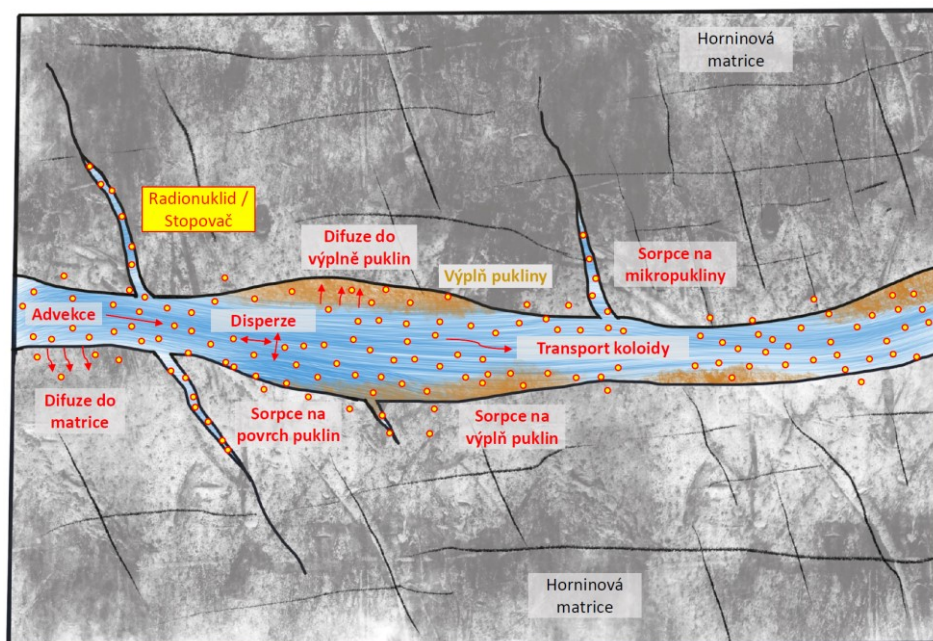 Horninová
matrice
Radionuklid /
Stopovač
Difuze do
výplně puklin
Výplň pukliny
Sorpce na
mikropukliny
Advekce
Disperze
Transport koloidy
Difuze do
matrice
Sorpce na
povrch puklin
Sorpce na
výplň puklin
Horninová
matrice